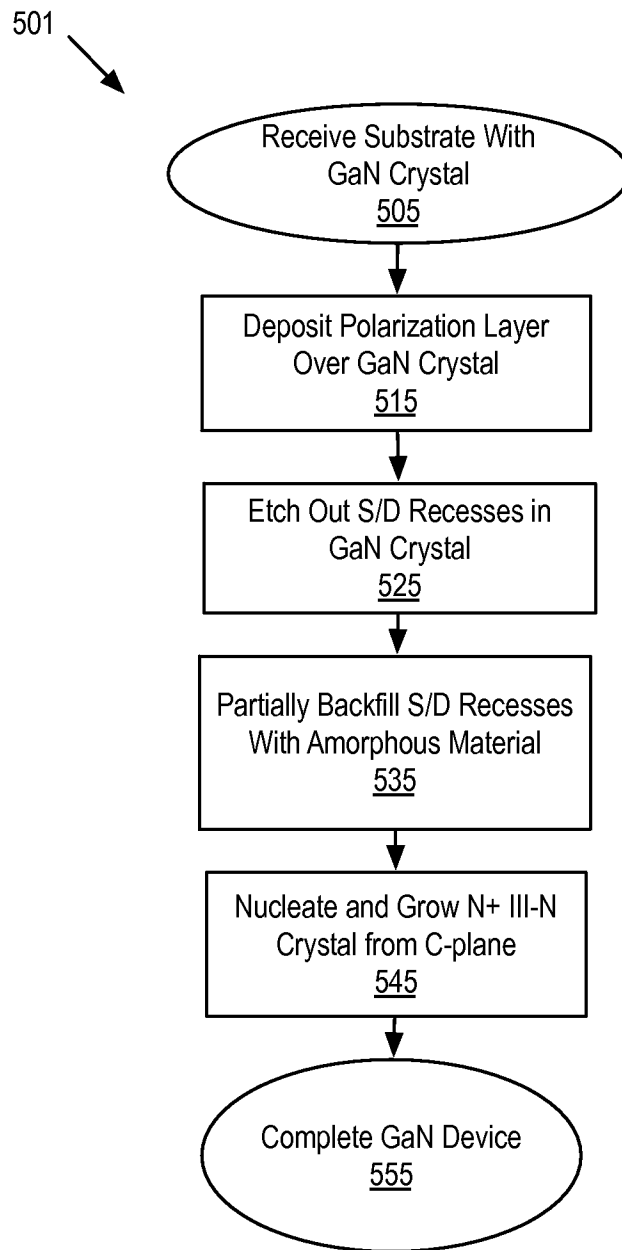 501
Receive Substrate With
GaN Crystal
505
Deposit Polarization Layer
Over GaN Crystal
515
Etch Out S/D Recesses in
GaN Crystal
525
Partially Backfill S/D Recesses
With Amorphous Material
535
Nucleate and Grow N+ III-N
Crystal from C-plane
545
Complete GaN Device
555